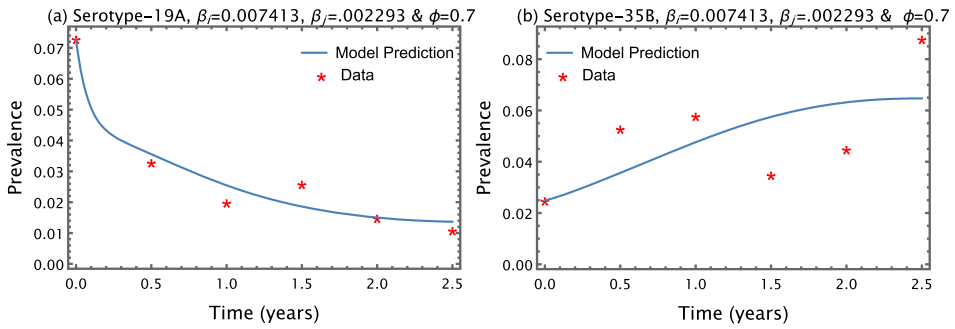 (a) Serotype-19A, βᵢ=0.007413, βⱼ=.002293 & ϕ=0.7
0.07
0.06
0.05
0.04
0.03
0.02
0.01
0.00
Prevalence
Model Prediction
Data
0.0 0.5 1.0 1.5 2.0 2.5
Time (years)
(b) Serotype-35B, βᵢ=0.007413, βⱼ=.002293 & ϕ=0.7
0.08
0.06
0.04
0.02
0.00
Prevalence
Model Prediction
Data
0.0 0.5 1.0 1.5 2.0 2.5
Time (years)